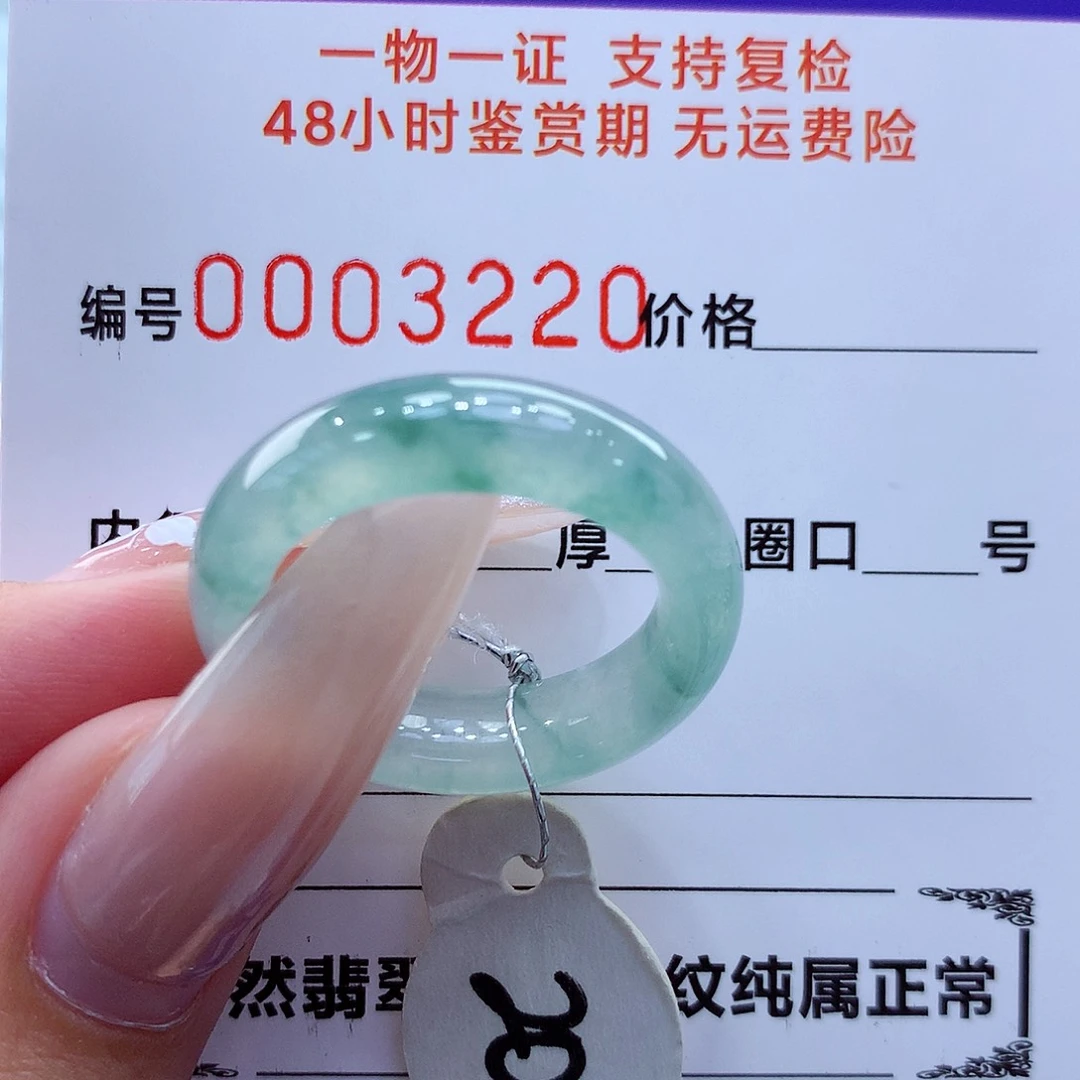 一物一证 支持复检
48小时鉴赏期 无运费险
编号0003220价格
内 厚 圈口 号
然翡翠 纹纯属正常